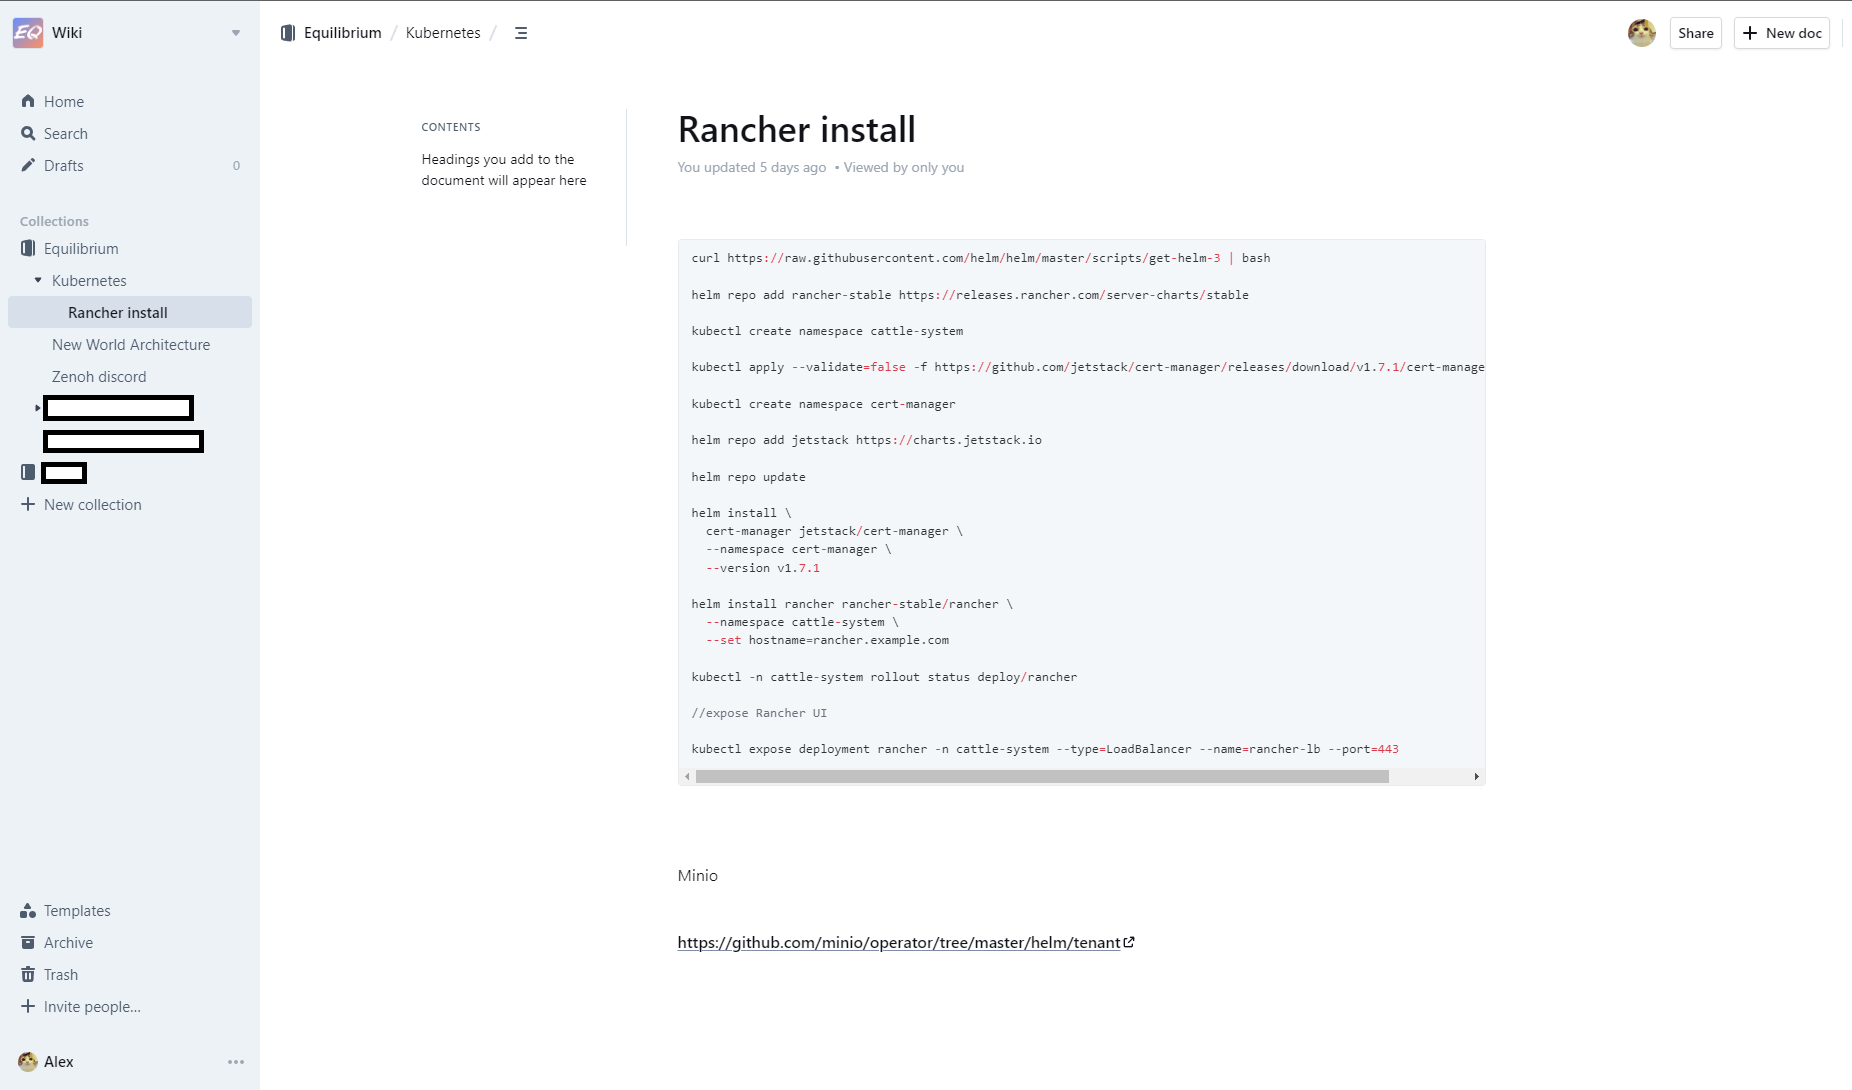 EQ Wiki
Home
Search
Drafts 0
Collections
Equilibrium
Kubernetes
Rancher install
New World Architecture
Zenoh discord
New collection
Templates
Archive
Trash
Invite people...
Alex
Equilibrium / Kubernetes /
Share
New doc
CONTENTS
Headings you add to the
document will appear here
Rancher install
You updated 5 days ago • Viewed by only you
curl https://raw.githubusercontent.com/helm/helm/master/scripts/get-helm-3 | bash
helm repo add rancher-stable https://releases.rancher.com/server-charts/stable
kubectl create namespace cattle-system
kubectl apply --validate=false -f https://github.com/jetstack/cert-manager/releases/download/v1.7.1/cert-manage
kubectl create namespace cert-manager
helm repo add jetstack https://charts.jetstack.io
helm repo update
helm install \
cert-manager jetstack/cert-manager \
--namespace cert-manager \
--version v1.7.1
helm install rancher rancher-stable/rancher \
--namespace cattle-system \
--set hostname=rancher.example.com
kubectl -n cattle-system rollout status deploy/rancher
//expose Rancher UI
kubectl expose deployment rancher -n cattle-system --type=LoadBalancer --name=rancher-lb --port=443
Minio
https://github.com/minio/operator/tree/master/helm/tenant